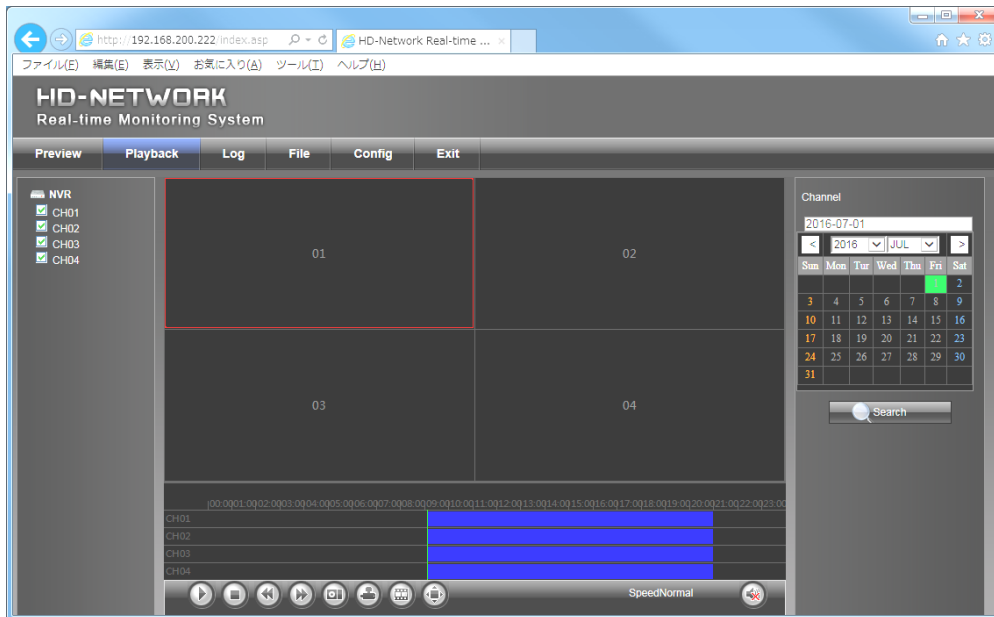 http://192.168.200.222/index.asp
HD-Network Real-time ...
ファイル(F) 編集(E) 表示(V) お気に入り(A) ツール(T) ヘルプ(H)
HD-NETWORK
Real-time Monitoring System
Preview Playback Log File Config Exit
NVR
CH01
CH02
CH03
CH04
01
02
03
04
Channel
2016-07-01
< 2016 JUL >
Sun Mon Tur Wed Thu Fri Sat
1 2
3 4 5 6 7 8 9
10 11 12 13 14 15 16
17 18 19 20 21 22 23
24 25 26 27 28 29 30
31
Search
00:00 01:00 02:00 03:00 04:00 05:00 06:00 07:00 08:00 09:00 10:00 11:00 12:00 13:00 14:00 15:00 16:00 17:00 18:00 19:00 20:00 21:00 22:00 23:00
CH01
CH02
CH03
CH04
SpeedNormal